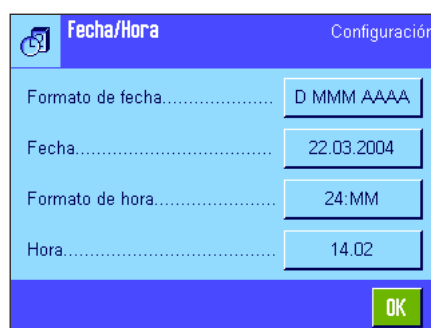 Fecha/Hora Configuración
Formato de fecha..................... D MMM AAAA
Fecha.................................... 22.03.2004
Formato de hora....................... 24:MM
Hora....................................... 14.02
OK